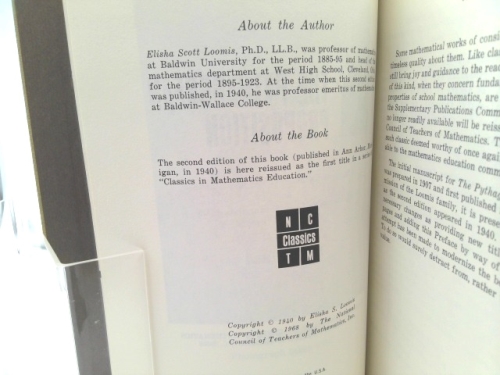 About the Author
Elisha Scott Loomis, Ph.D., LL.B., was professor of
at Baldwin University for the period 1885-95 and head of
mathematics department at West High School, Cleveland,
for the period 1895-1923. At the time when this second
was published, in 1940, he was professor emeritus of
at Baldwin-Wallace College.
About the Book
The second edition of this book (published in Ann Arbor,
igan, in 1940) is here reissued as the first title in a
"Classics in Mathematics Education."
N C
Classics
T M
Copyright © 1940 by Elisha S. Loomis
Copyright © 1968 by The National
Council of Teachers of Mathematics, Inc.
U.S.A.
Some mathematical works of
timeless quality about them. Like
still bring joy and guidance to the
of this kind, when they concern
properties of school mathematics, are
the Supplementary Publications
no longer readily available will be
Council of Teachers of Mathematics.
such classic deemed worthy of once
able to the mathematics education
The initial manuscript for The
was prepared in 1907 and first published
mission of the Loomis family, it is
as the second edition appeared in 1940
necessary changes as providing new
pages and adding this Preface by way of
attempt has been made to modernize the
To do so would surely detract from, rather
value.